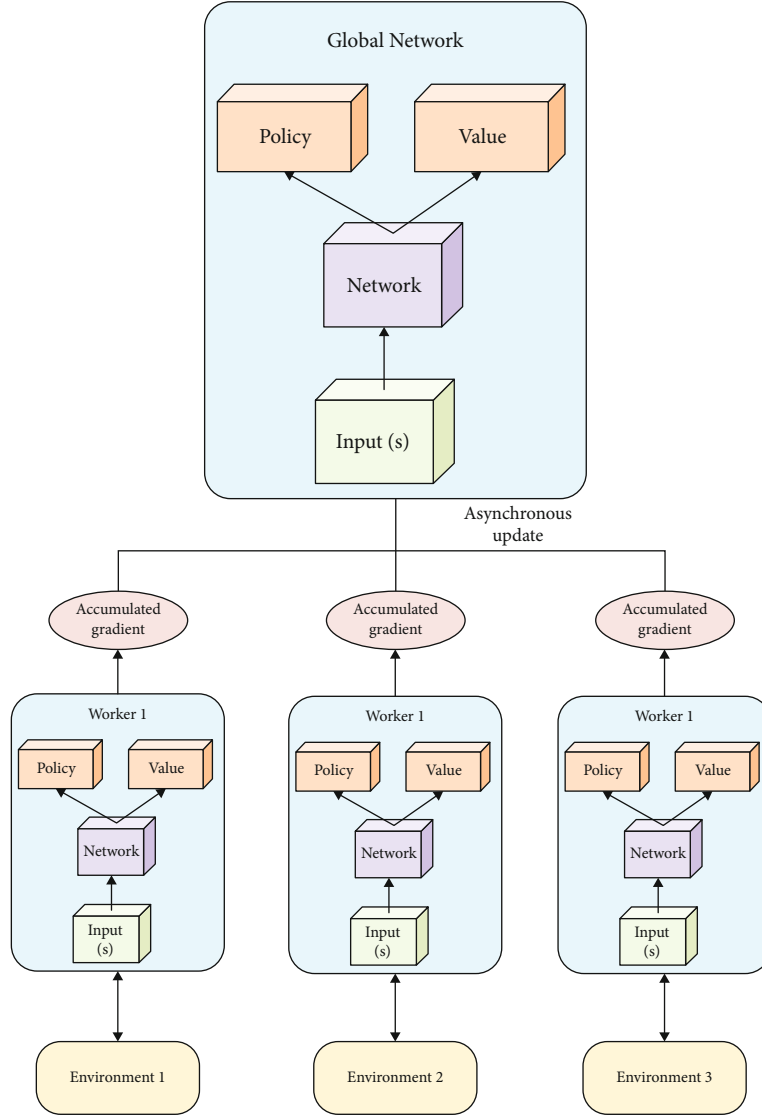 Global Network
Policy
Value
Network
Input (s)
Asynchronous
update
Accumulated
gradient
Accumulated
gradient
Accumulated
gradient
Worker 1
Policy
Value
Network
Input
(s)
Worker 1
Policy
Value
Network
Input
(s)
Worker 1
Policy
Value
Network
Input
(s)
Environment 1
Environment 2
Environment 3